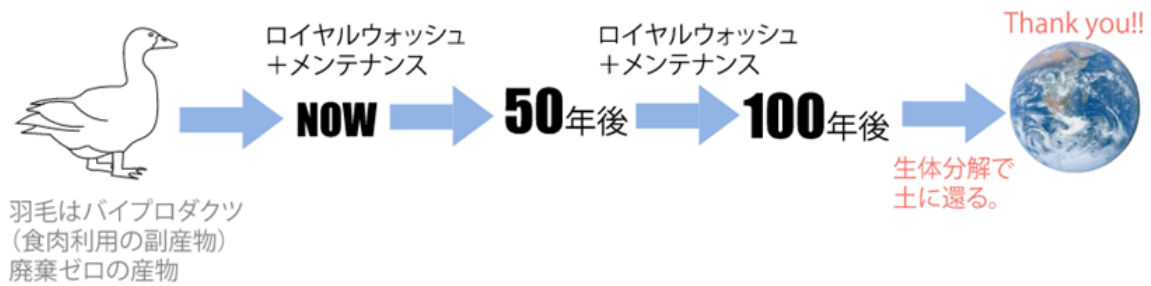 羽毛はバイプロダクツ
（食肉利用の副産物）
廃棄ゼロの産物
ロイヤルウォッシュ
＋メンテナンス
NOW
50年後
ロイヤルウォッシュ
＋メンテナンス
100年後
生体分解で
土に還る。
Thank you!!